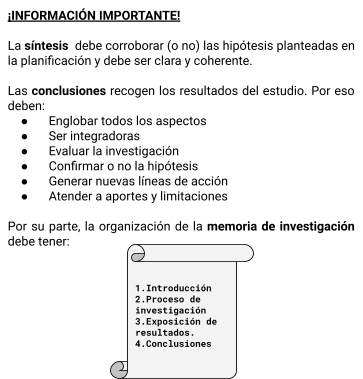 ¡INFORMACIÓN IMPORTANTE!
La síntesis debe corroborar (o no) las hipótesis planteadas en
la planificación y debe ser clara y coherente.
Las conclusiones recogen los resultados del estudio. Por eso
deben:
● Englobar todos los aspectos
● Ser integradoras
● Evaluar la investigación
● Confirmar o no la hipótesis
● Generar nuevas líneas de acción
● Atender a aportes y limitaciones
Por su parte, la organización de la memoria de investigación
debe tener:
1.Introducción
2.Proceso de
investigación
3.Exposición de
resultados.
4.Conclusiones